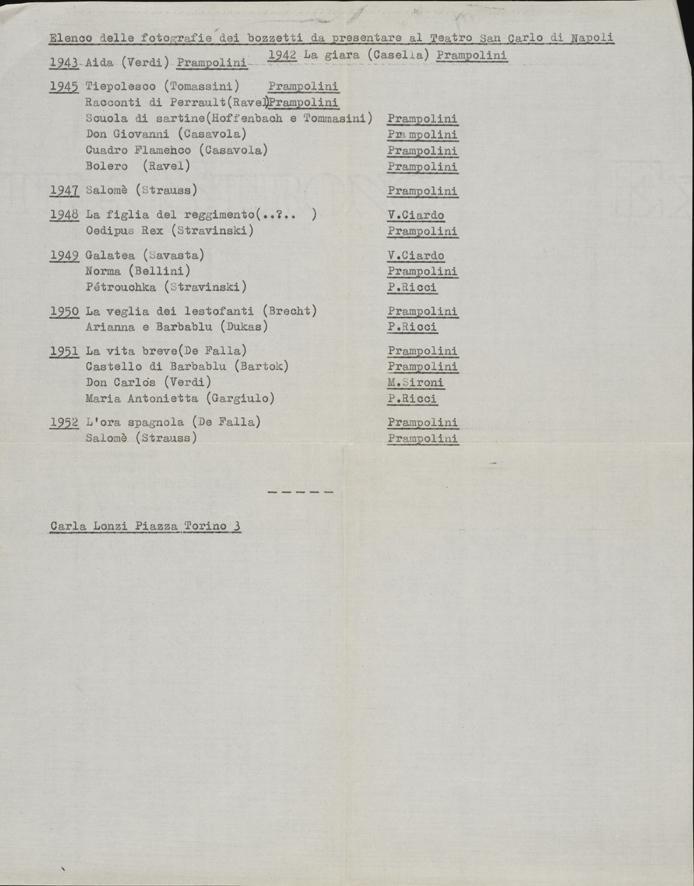 Elenco delle fotografie dei bozzetti da presentare al Teatro San Carlo di Napoli
1943 Aida (Verdi) Prampolini 1942 La giara (Casella) Prampolini
1945 Tiepolesco (Tomassini) Prampolini
Racconti di Perrault(Ravel)Prampolini
Scuola di sartine(Hoffenbach e Tommasini) Prampolini
Don Giovanni (Casavola) Prampolini
Cuadro Flamenco (Casavola) Prampolini
Bolero (Ravel) Prampolini
1947 Salomè (Strauss) Prampolini
1948 La figlia del reggimento(..?.. ) V.Ciardo
Oedipus Rex (Stravinski) Prampolini
1949 Galatea (Savasta) V.Ciardo
Norma (Bellini) Prampolini
Pétrouchka (Stravinski) P.Ricci
1950 La veglia dei lestofanti (Brecht) Prampolini
Arianna e Barbablu (Dukas) P.Ricci
1951 La vita breve(De Falla) Prampolini
Castello di Barbablu (Bartok) Prampolini
Don Carlos (Verdi) M.Sironi
Maria Antonietta (Gargiulo) P.Ricci
1952 L'ora spagnola (De Falla) Prampolini
Salomè (Strauss) Prampolini
-----
Carla Lonzi Piazza Torino 3